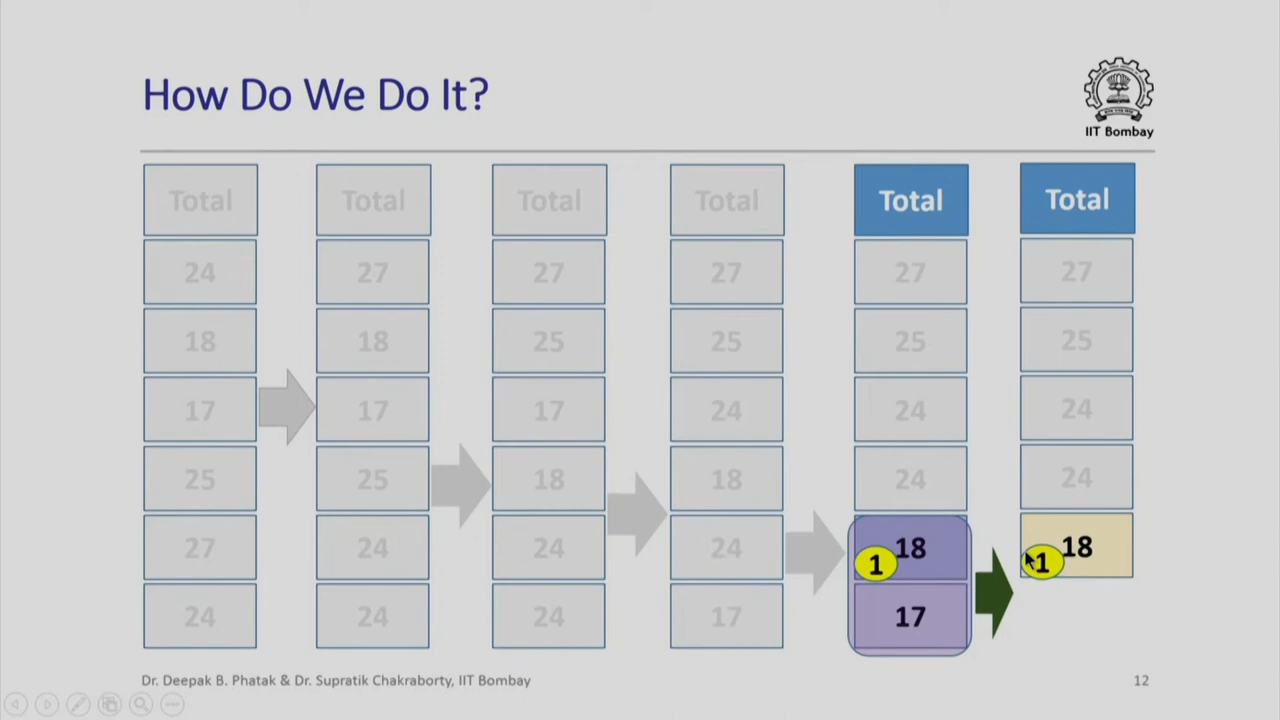 How Do We Do It?
IIT Bombay
Total Total Total Total Total Total
24 27 27 27 27 27
18 18 25 25 25 25
17 17 17 24 24 24
25 25 18 18 24 24
27 24 24 24 18 18
1 1
24 24 24 17 17
Dr. Deepak B. Phatak & Dr. Supratik Chakraborty, IIT Bombay 12